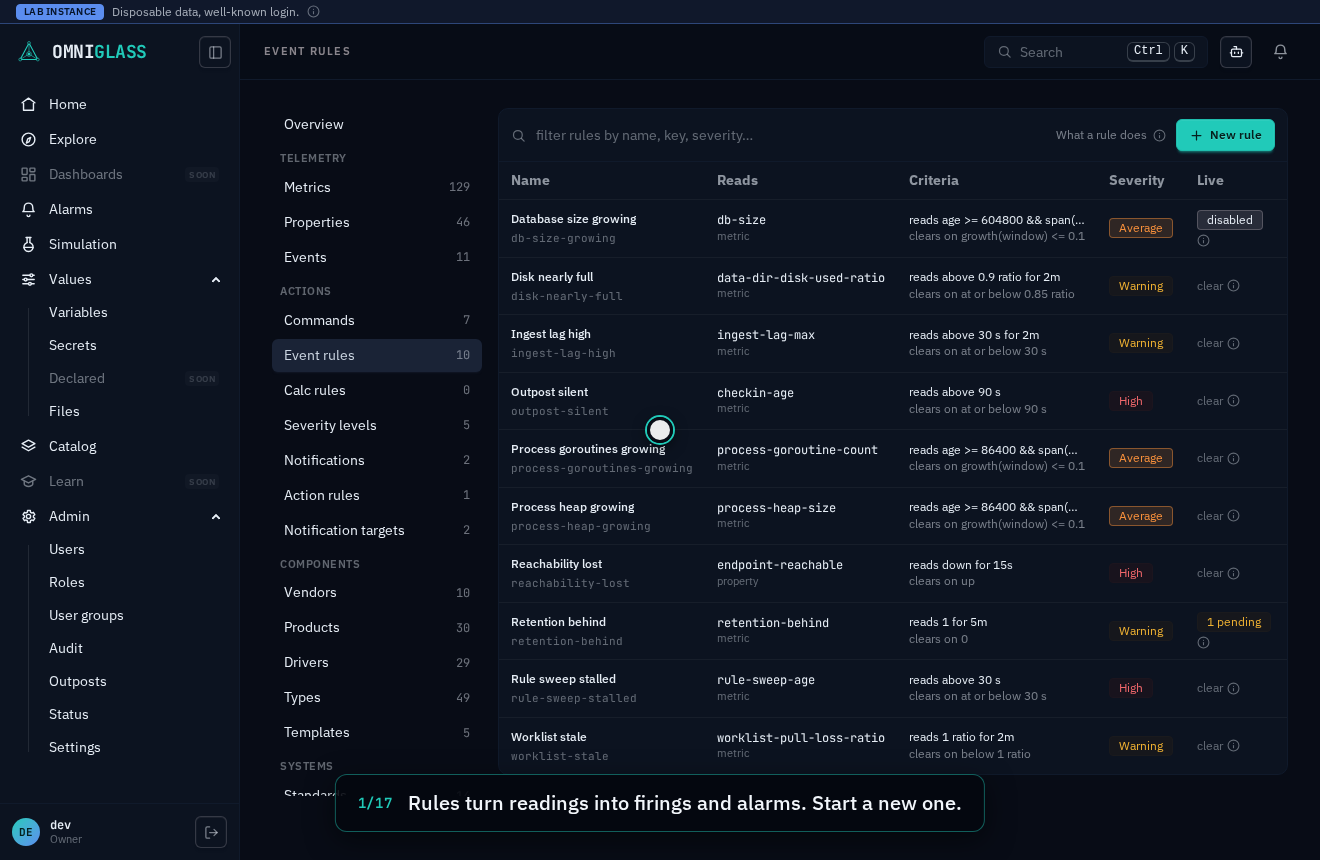 LAB INSTANCE Disposable data, well-known login.
OMNIGLASS
EVENT RULES
Search Ctrl K
Home
Explore
Dashboards SOON
Alarms
Simulation
Values
Variables
Secrets
Declared SOON
Files
Catalog
Learn SOON
Admin
Users
Roles
User groups
Audit
Outposts
Status
Settings
DE dev
Owner
Overview
TELEMETRY
Metrics 129
Properties 46
Events 11
ACTIONS
Commands 7
Event rules 10
Calc rules 0
Severity levels 5
Notifications 2
Action rules 1
Notification targets 2
COMPONENTS
Vendors 10
Products 30
Drivers 29
Types 49
Templates 5
SYSTEMS
filter rules by name, key, severity...
What a rule does
New rule
Name Reads Criteria Severity Live
Database size growing db-size reads age >= 604800 && span(... Average disabled
db-size-growing metric clears on growth(window) <= 0.1
Disk nearly full data-dir-disk-used-ratio reads above 0.9 ratio for 2m Warning clear
disk-nearly-full metric clears on at or below 0.85 ratio
Ingest lag high ingest-lag-max reads above 30 s for 2m Warning clear
ingest-lag-high metric clears on at or below 30 s
Outpost silent checkin-age reads above 90 s High clear
outpost-silent metric clears on at or below 90 s
Process goroutines growing process-goroutine-count reads age >= 86400 && span(... Average clear
process-goroutines-growing metric clears on growth(window) <= 0.1
Process heap growing process-heap-size reads age >= 86400 && span(... Average clear
process-heap-growing metric clears on growth(window) <= 0.1
Reachability lost endpoint-reachable reads down for 15s High clear
reachability-lost property clears on up
Retention behind retention-behind reads 1 for 5m Warning 1 pending
retention-behind metric clears on 0
Rule sweep stalled rule-sweep-age reads above 30 s High clear
rule-sweep-stalled metric clears on at or below 30 s
Worklist stale worklist-pull-loss-ratio reads 1 ratio for 2m Warning clear
worklist-stale metric clears on below 1 ratio
1/17 Rules turn readings into firings and alarms. Start a new one.